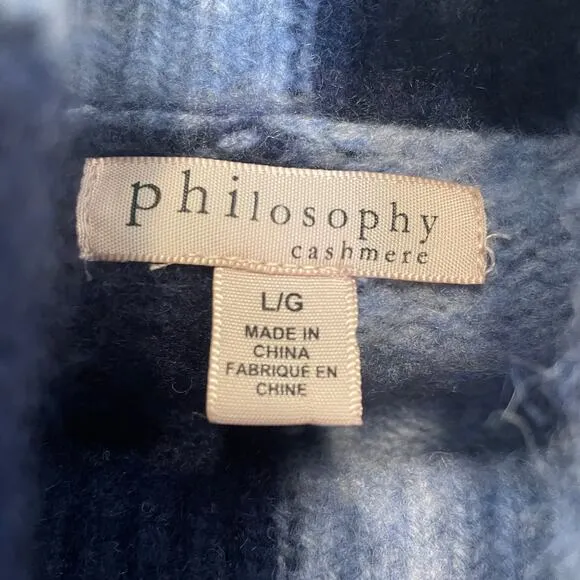 philosophy
cashmere
L/G
MADE IN
CHINA
FABRIQUÉ EN
CHINE